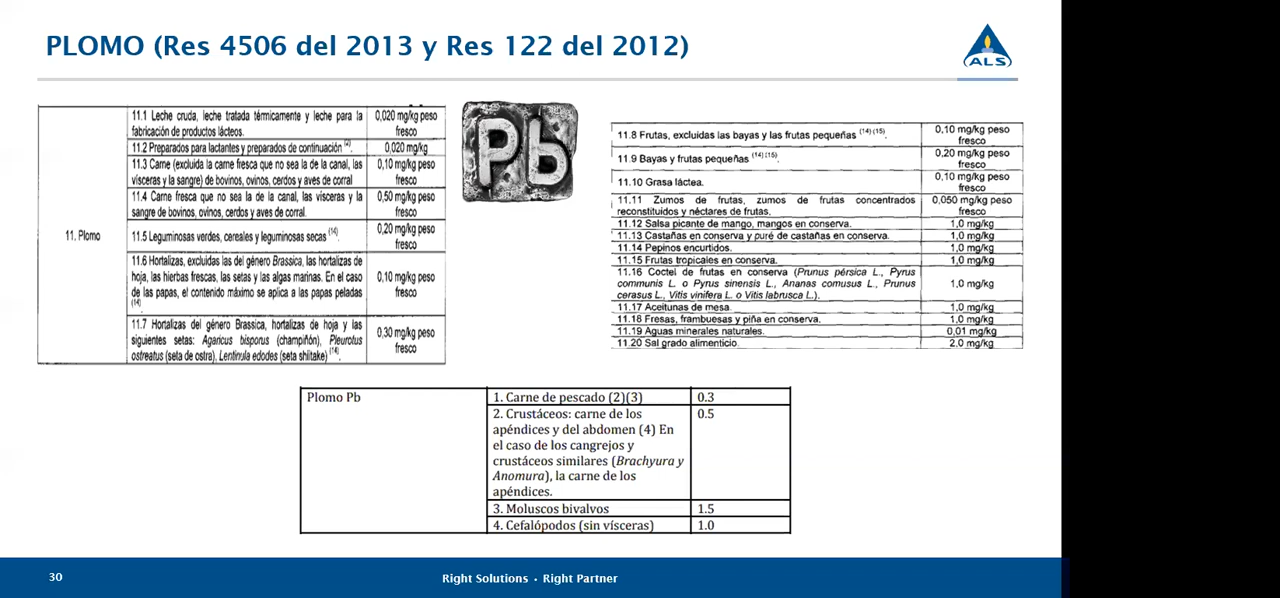 PLOMO (Res 4506 del 2013 y Res 122 del 2012)
ALS
11. Plomo
11.1 Leche cruda, leche tratada térmicamente y leche para la
fabricación de productos lácteos.
0,020 mg/kg peso
fresco
11.2 Preparados para lactantes y preparados de continuación
0,020 mg/kg
11.3 Carne (excluida la carne fresca que no sea la de la canal, las
vísceras y la sangre) de bovinos, ovinos, cerdos y aves de corral
0,10 mg/kg peso
fresco
11.4 Carne fresca que no sea la de canal, las vísceras y la
sangre de bovinos, ovinos, cerdos y aves de corral.
0,50 mg/kg peso
fresco
11.5 Leguminosas verdes, cereales y leguminosas secas (14).
0,20 mg/kg peso
fresco
11.6 Hortalizas, excluidas las del género Brassica, las hortalizas de
hoja, las hierbas frescas, las setas y las algas marinas. En el caso
de las papas, el contenido máximo se aplica a las papas peladas
(14)
0,10 mg/kg peso
fresco
11.7 Hortalizas del género Brassica, hortalizas de hoja y las
siguientes setas: Agaricus bisporus (champiñón), Pleurotus
ostreatus (seta de ostra), Lentinula edodes (seta shiitake) (14).
0,30 mg/kg peso
fresco
Pb
11.8 Frutas, excluidas las bayas y las frutas pequeñas (14) (15).
0,10 mg/kg peso
fresco
11.9 Bayas y frutas pequeñas (14) (15).
0,20 mg/kg peso
fresco
11.10 Grasa láctea.
0,10 mg/kg peso
fresco
11.11 Zumos de frutas, zumos de frutas concentrados
reconstituidos y néctares de frutas.
0,050 mg/kg peso
fresco
11.12 Salsa picante de mango, mangos en conserva.
1,0 mg/kg
11.13 Castañas en conserva y puré de castañas en conserva.
1,0 mg/kg
11.14 Pepinos encurtidos.
1,0 mg/kg
11.15 Frutas tropicales en conserva.
1,0 mg/kg
11.16 Coctel de frutas en conserva (Prunus pérsica L., Pyrus
communis L. o Pyrus sinensis L., Ananas comusus L., Prunus
cerasus L., Vitis vinifera L. o Vitis labrusca L.).
1,0 mg/kg
11.17 Aceitunas de mesa.
1,0 mg/kg
11.18 Fresas, frambuesas y piña en conserva.
1,0 mg/kg
11.19 Aguas minerales naturales.
0,01 mg/kg
11.20 Sal grado alimenticio.
2,0 mg/kg
Plomo Pb
1. Carne de pescado (2)(3)
0.3
2. Crustáceos: carne de los
apéndices y del abdomen (4) En
el caso de los cangrejos y
crustáceos similares (Brachyura y
Anomura), la carne de los
apéndices.
0.5
3. Moluscos bivalvos
1.5
4. Cefalópodos (sin vísceras)
1.0
30
Right Solutions · Right Partner